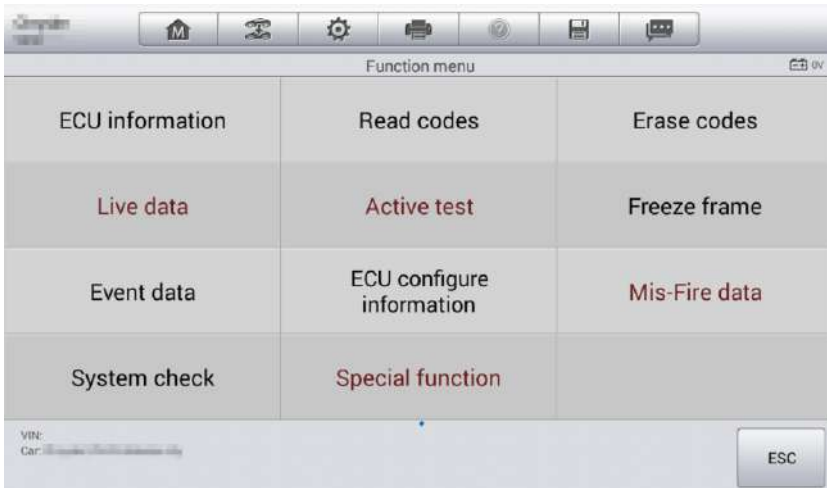 M
Function menu
0V
ECU information
Read codes
Erase codes
Live data
Active test
Freeze frame
Event data
ECU configure
information
Mis-Fire data
System check
Special function
VIN:
Car:
ESC